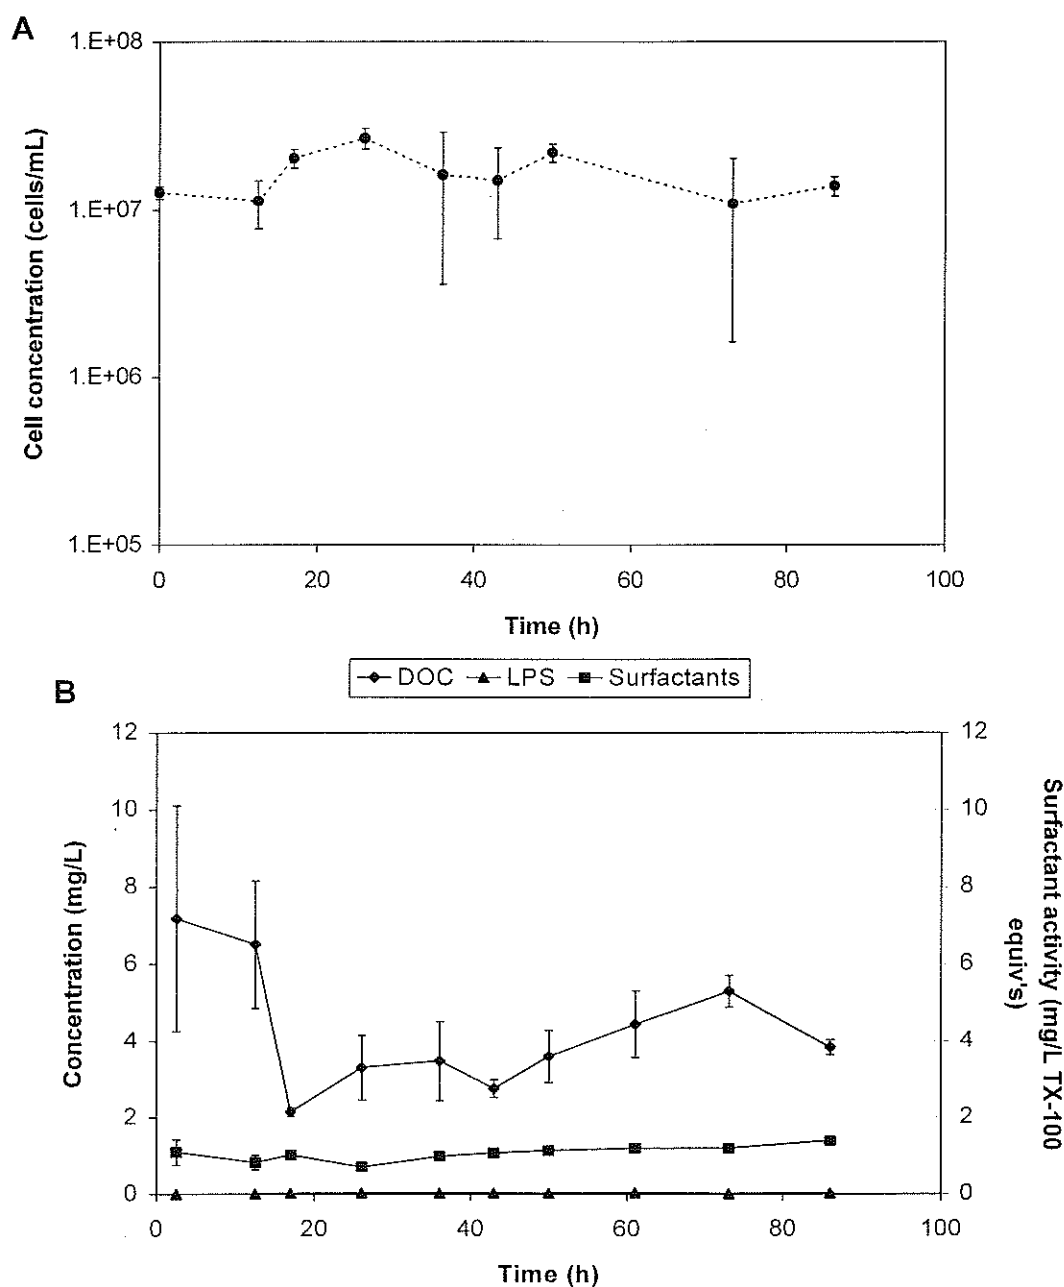 A
1.E+08
1.E+07
1.E+06
1.E+05
Cell concentration (cells/mL)
0 20 40 60 80 100
Time (h)
DOC LPS Surfactants
B
12 12
10 10
8 8
6 6
4 4
2 2
0 0
Concentration (mg/L)
Surfactant activity (mg/L TX-100
equiv's)
0 20 40 60 80 100
Time (h)